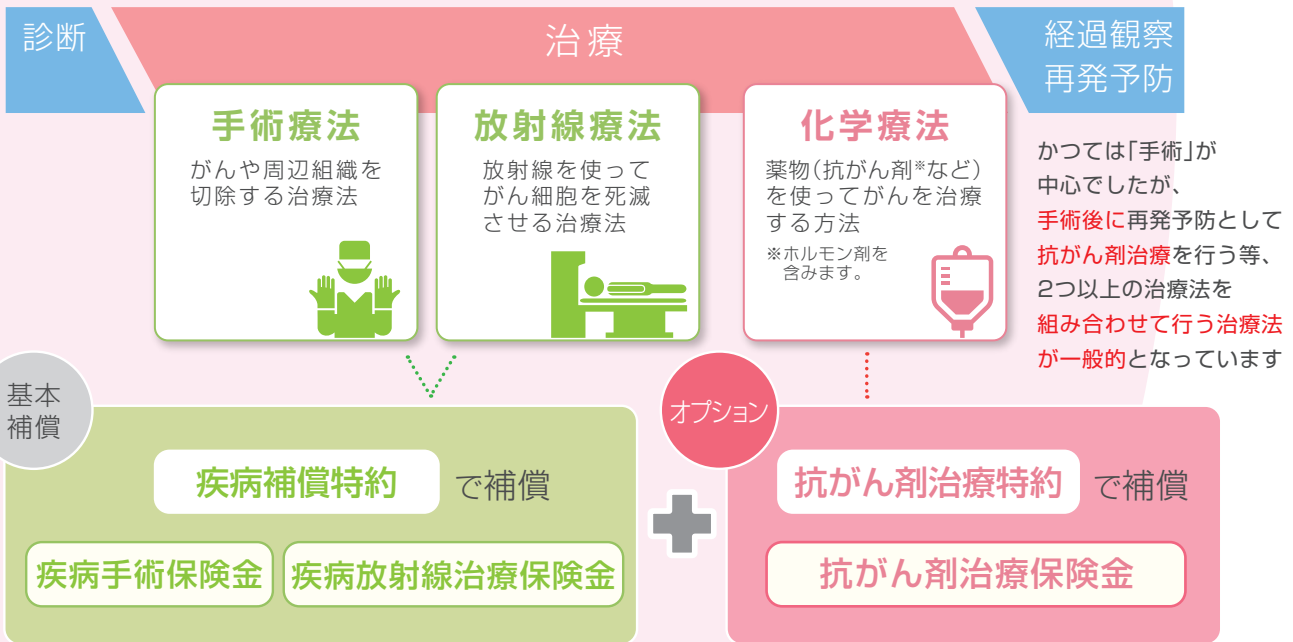 診断
治療
経過観察
再発予防
手術療法
がんや周辺組織を
切除する治療法
放射線療法
放射線を使って
がん細胞を死滅
させる治療法
化学療法
薬物(抗がん剤※など)
を使ってがんを治療
する方法
※ホルモン剤を
含みます。
かつては「手術」が
中心でしたが、
手術後に再発予防として
抗がん剤治療を行う等、
2つ以上の治療法を
組み合わせて行う治療法
が一般的となっています
基本
補償
疾病補償特約 で補償
疾病手術保険金 疾病放射線治療保険金
オプション
抗がん剤治療特約 で補償
抗がん剤治療保険金